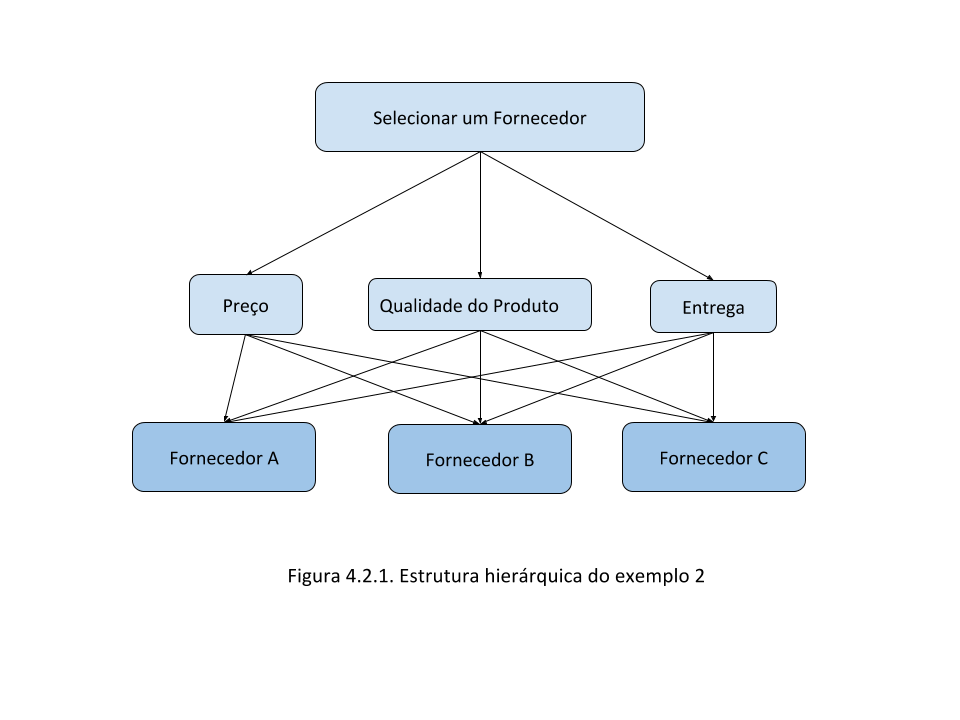 Selecionar um Fornecedor
Preço
Qualidade do Produto
Entrega
Fornecedor A
Fornecedor B
Fornecedor C
Figura 4.2.1. Estrutura hierárquica do exemplo 2